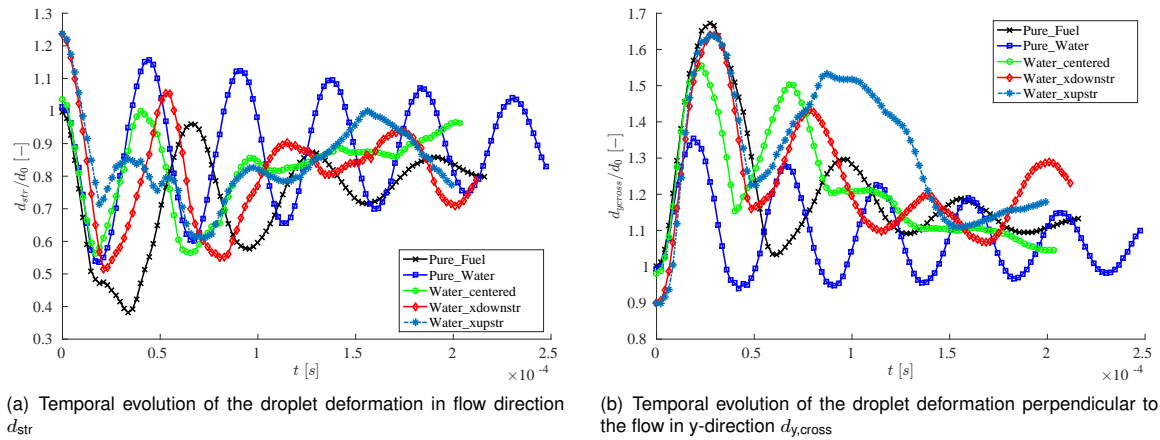 1.3
1.2
1.1
1
0.9
0.8
0.7
0.6
0.5
0.4
0.3
d_str/d_0 [−]
0
0.5
1
1.5
2
2.5
t [s]
×10^−4
Pure_Fuel
Pure_Water
Water_centered
Water_xdownstr
Water_xupstr
(a) Temporal evolution of the droplet deformation in flow direction
d_str
1.7
1.6
1.5
1.4
1.3
1.2
1.1
1
0.9
0.8
d_ycross/d_0 [−]
0
0.5
1
1.5
2
2.5
t [s]
×10^−4
Pure_Fuel
Pure_Water
Water_centered
Water_xdownstr
Water_xupstr
(b) Temporal evolution of the droplet deformation perpendicular to
the flow in y-direction d_y,cross